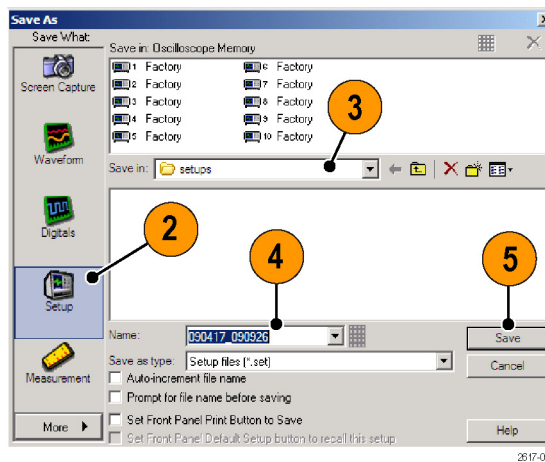 Save As
Save What:
Screen Capture
Waveform
Digitals
Setup
Measurement
More
Save in: Oscilloscope Memory
1 Factory
2 Factory
3 Factory
4 Factory
5 Factory
6 Factory
7 Factory
8 Factory
9 Factory
10 Factory
Save in: setups
Name: 090417_090926
Save as type: Setup files (*.set)
Auto-increment file name
Prompt for file name before saving
Set Front Panel Print Button to Save
Set Front Panel Default Setup button to recall this setup
Save
Cancel
Help
2
3
4
5